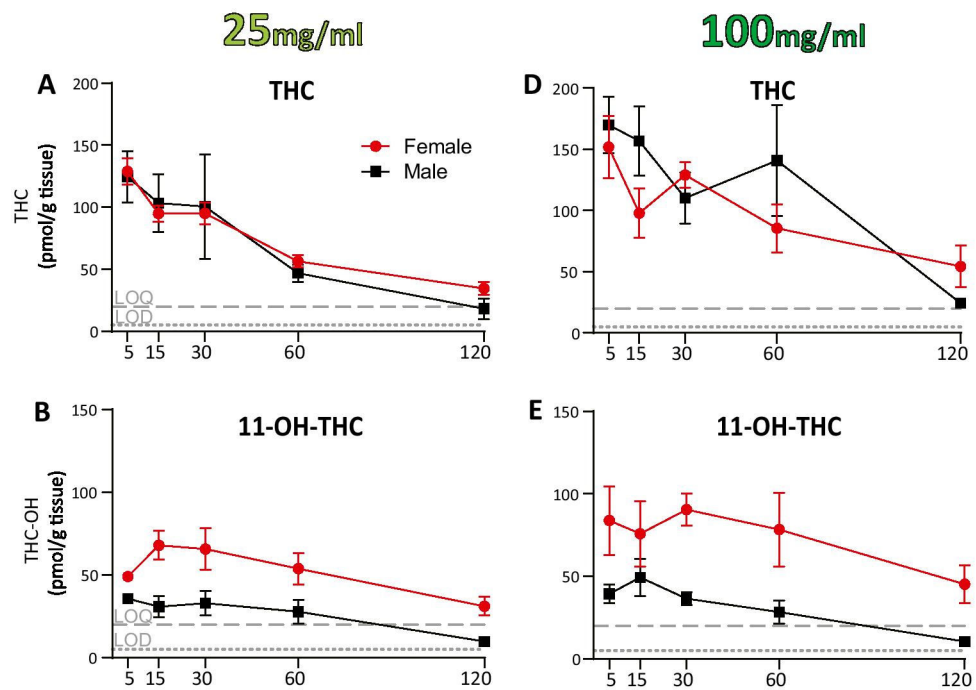 25mg/ml
100mg/ml
A
THC
THC
(pmol/g tissue)
200
150
100
50
0
Female
Male
LOQ
LOD
5 15 30 60 120
D
THC
200
150
100
50
0
5 15 30 60 120
B
11-OH-THC
THC-OH
(pmol/g tissue)
150
100
50
0
LOQ
LOD
5 15 30 60 120
E
11-OH-THC
150
100
50
0
5 15 30 60 120